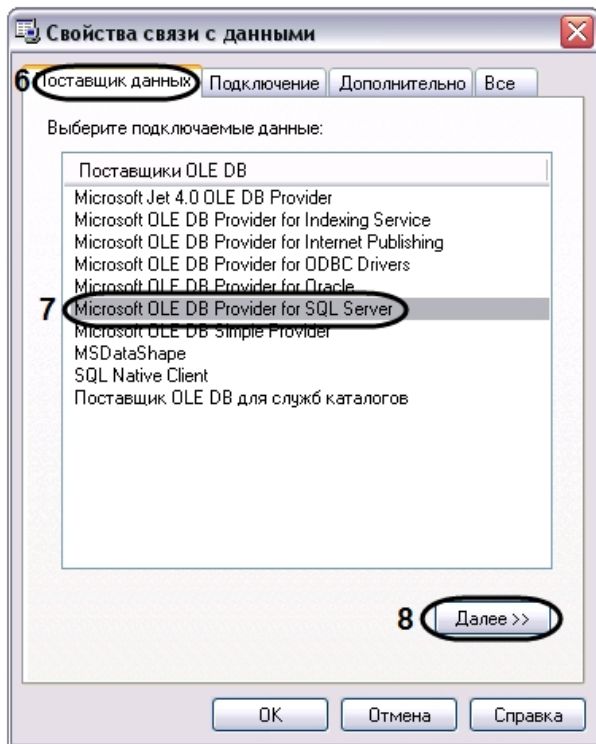 Свойства связи с данными
6 Поставщик данных Подключение Дополнительно Все
Выберите подключаемые данные:
Поставщики OLE DB
Microsoft Jet 4.0 OLE DB Provider
Microsoft OLE DB Provider for Indexing Service
Microsoft OLE DB Provider for Internet Publishing
Microsoft OLE DB Provider for ODBC Drivers
Microsoft OLE DB Provider for Oracle
7 Microsoft OLE DB Provider for SQL Server
Microsoft OLE DB Simple Provider
MSDataShape
SQL Native Client
Поставщик OLE DB для служб каталогов
8 Далее >>
OK Отмена Справка